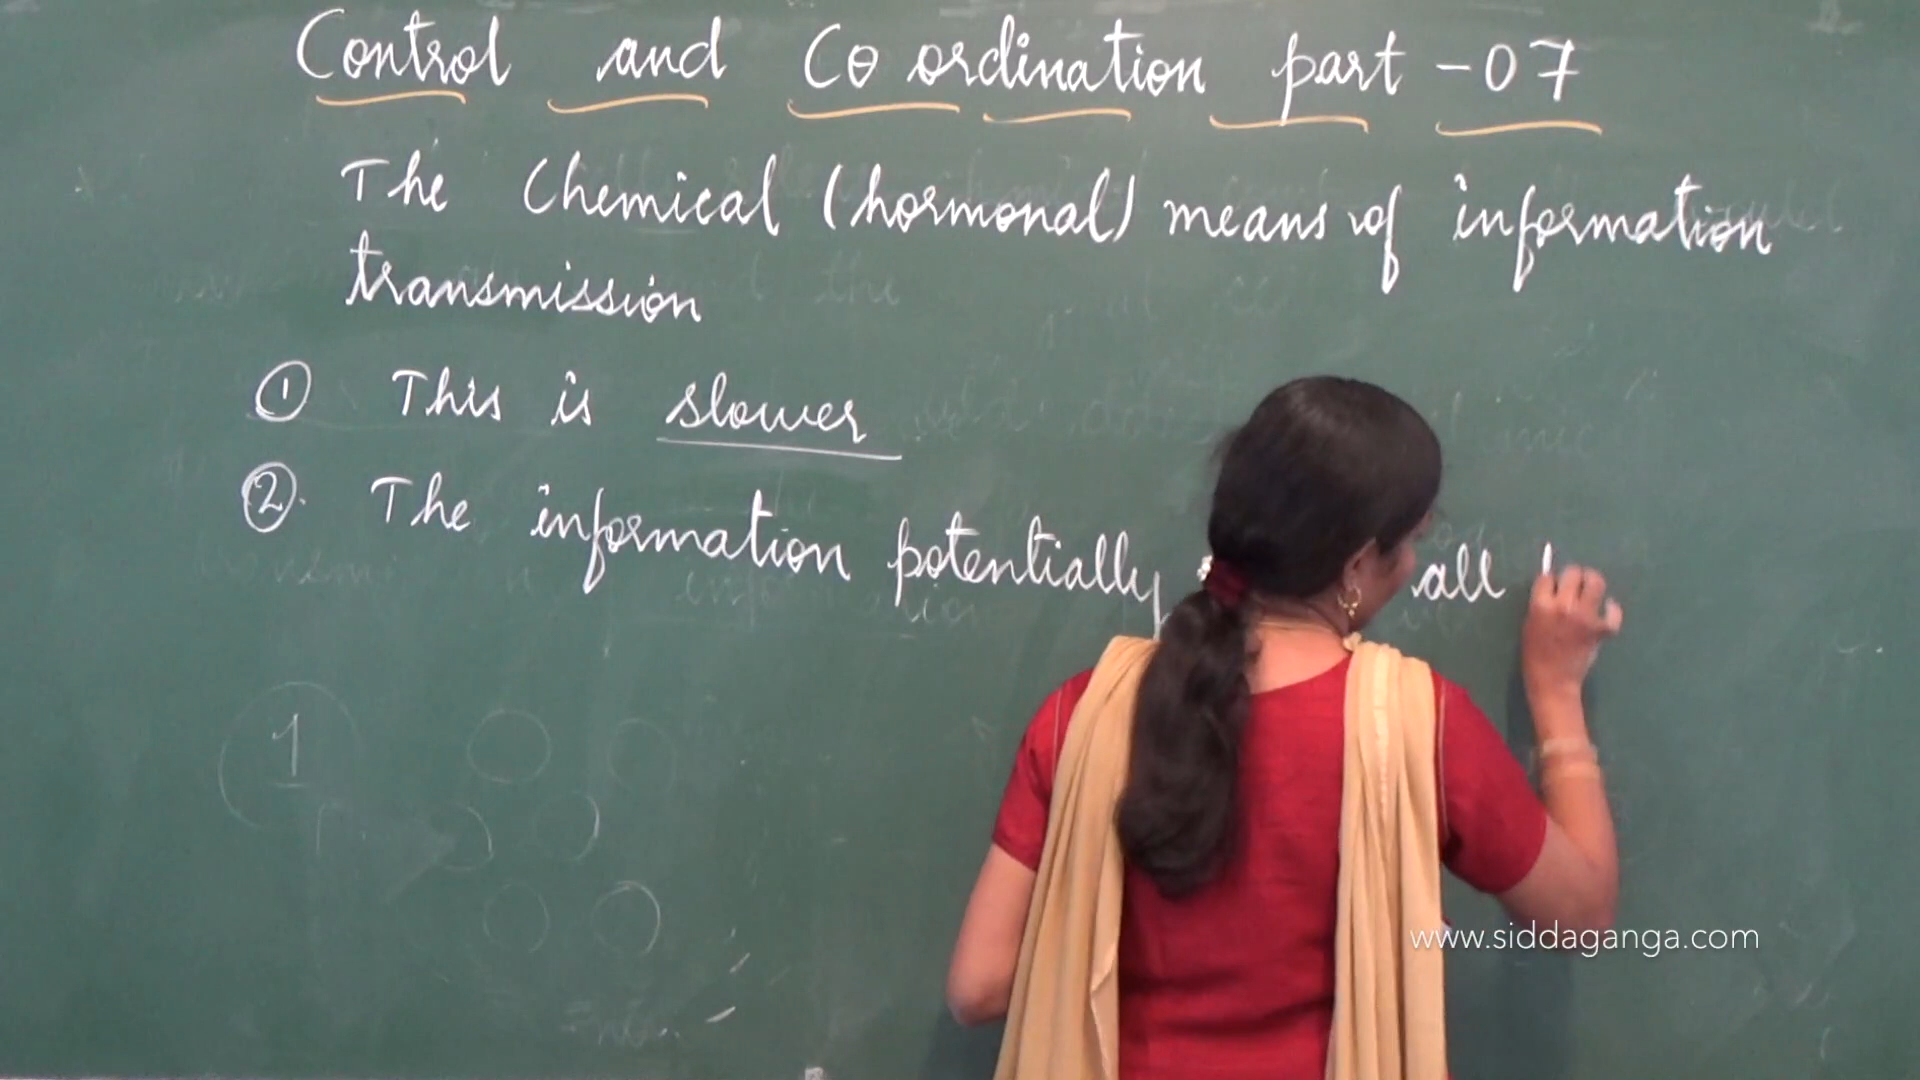 Control and Co ordination part - 07
The Chemical (hormonal) means of information
transmission
① This is slower
②. The information potentially all
1
www.siddaganga.com